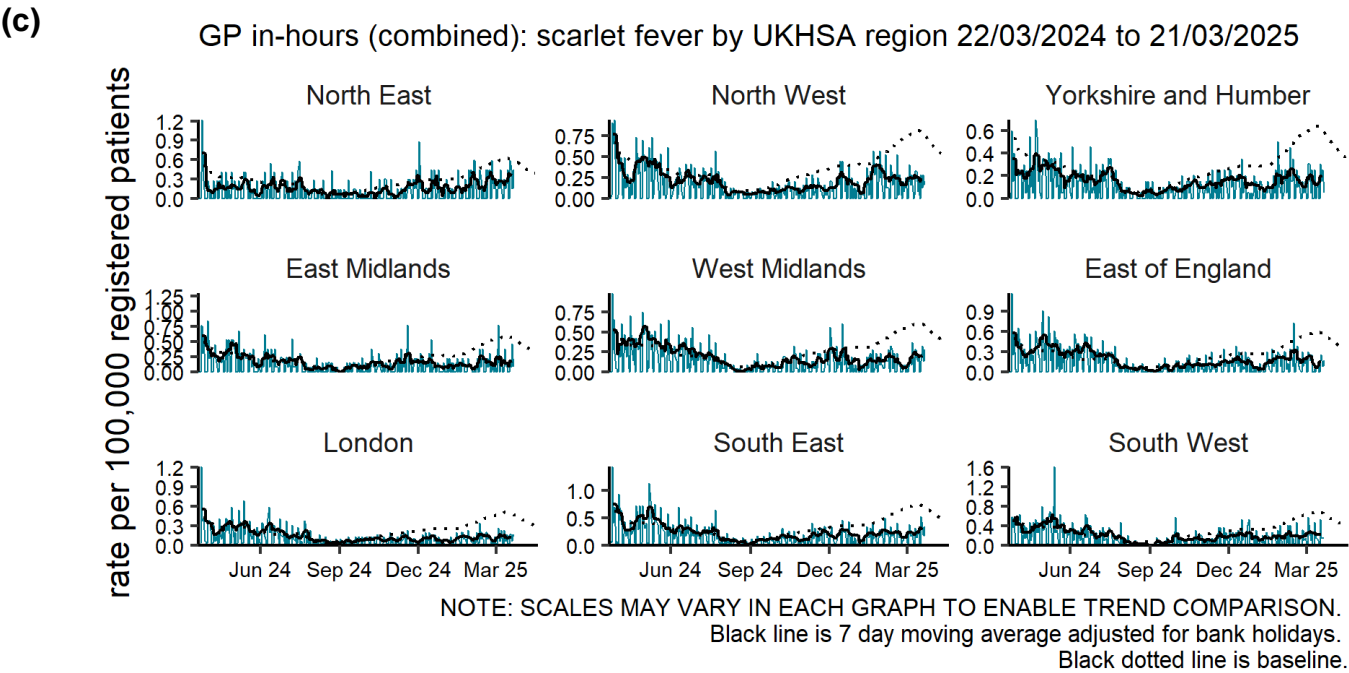 (c)
GP in-hours (combined): scarlet fever by UKHSA region 22/03/2024 to 21/03/2025
rate per 100,000 registered patients
North East
1.2
0.9
0.6
0.3
0.0
North West
0.75
0.50
0.25
0.00
Yorkshire and Humber
0.6
0.4
0.2
0.0
East Midlands
1.25
1.00
0.75
0.50
0.25
0.00
West Midlands
0.75
0.50
0.25
0.00
East of England
0.9
0.6
0.3
0.0
London
1.2
0.9
0.6
0.3
0.0
South East
1.0
0.5
0.0
South West
1.6
1.2
0.8
0.4
0.0
Jun 24 Sep 24 Dec 24 Mar 25
Jun 24 Sep 24 Dec 24 Mar 25
Jun 24 Sep 24 Dec 24 Mar 25
NOTE: SCALES MAY VARY IN EACH GRAPH TO ENABLE TREND COMPARISON.
Black line is 7 day moving average adjusted for bank holidays.
Black dotted line is baseline.